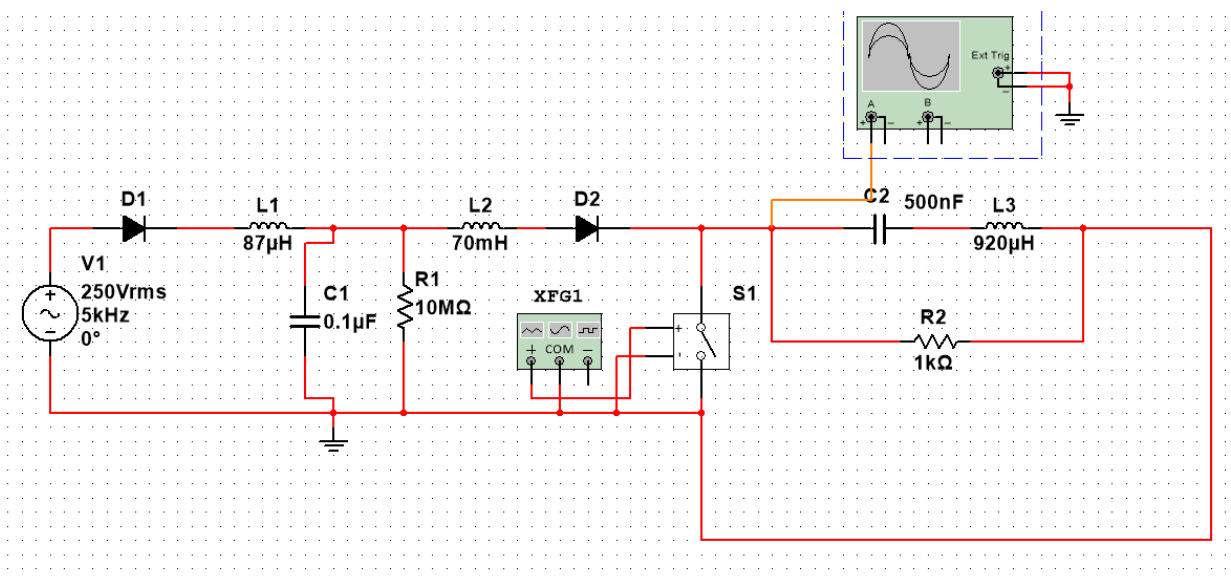 Ext Trig
+
−
A
B
+ −
+ −
D1
L1
87µH
L2
70mH
D2
C2
500nF
L3
920µH
V1
250Vrms
5kHz
0°
+
−
C1
0.1µF
R1
10MΩ
XFG1
+ COM −
S1
+
-
R2
1kΩ